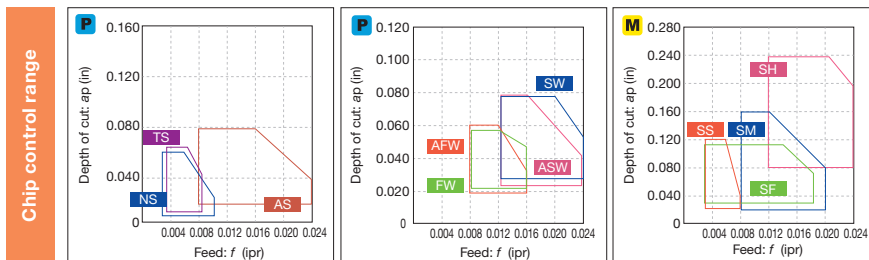 Chip control range
P
Depth of cut: ap (in)
0.160
0.120
0.080
0.040
0
TS
NS
AS
0.004 0.008 0.012 0.016 0.020 0.024
Feed: f (ipr)
P
Depth of cut: ap (in)
0.120
0.100
0.080
0.060
0.040
0.020
0
SW
AFW
FW
ASW
0.004 0.008 0.012 0.016 0.020 0.024
Feed: f (ipr)
M
Depth of cut: ap (in)
0.280
0.240
0.200
0.160
0.120
0.080
0.040
0
SH
SS
SM
SF
0.004 0.008 0.012 0.016 0.020 0.024
Feed: f (ipr)